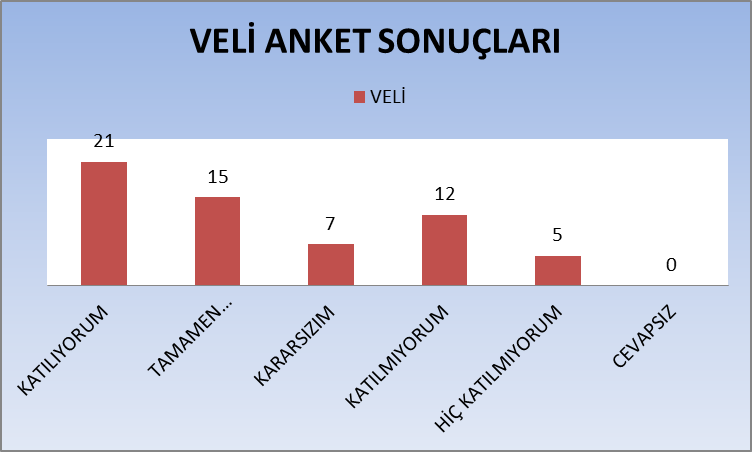 VELİ ANKET SONUÇLARI
VELİ
21
15
7
12
5
0
KATILIYORUM
TAMAMEN...
KARARSIZIM
KATILMIYORUM
HİÇ KATILMIYORUM
CEVAPSIZ